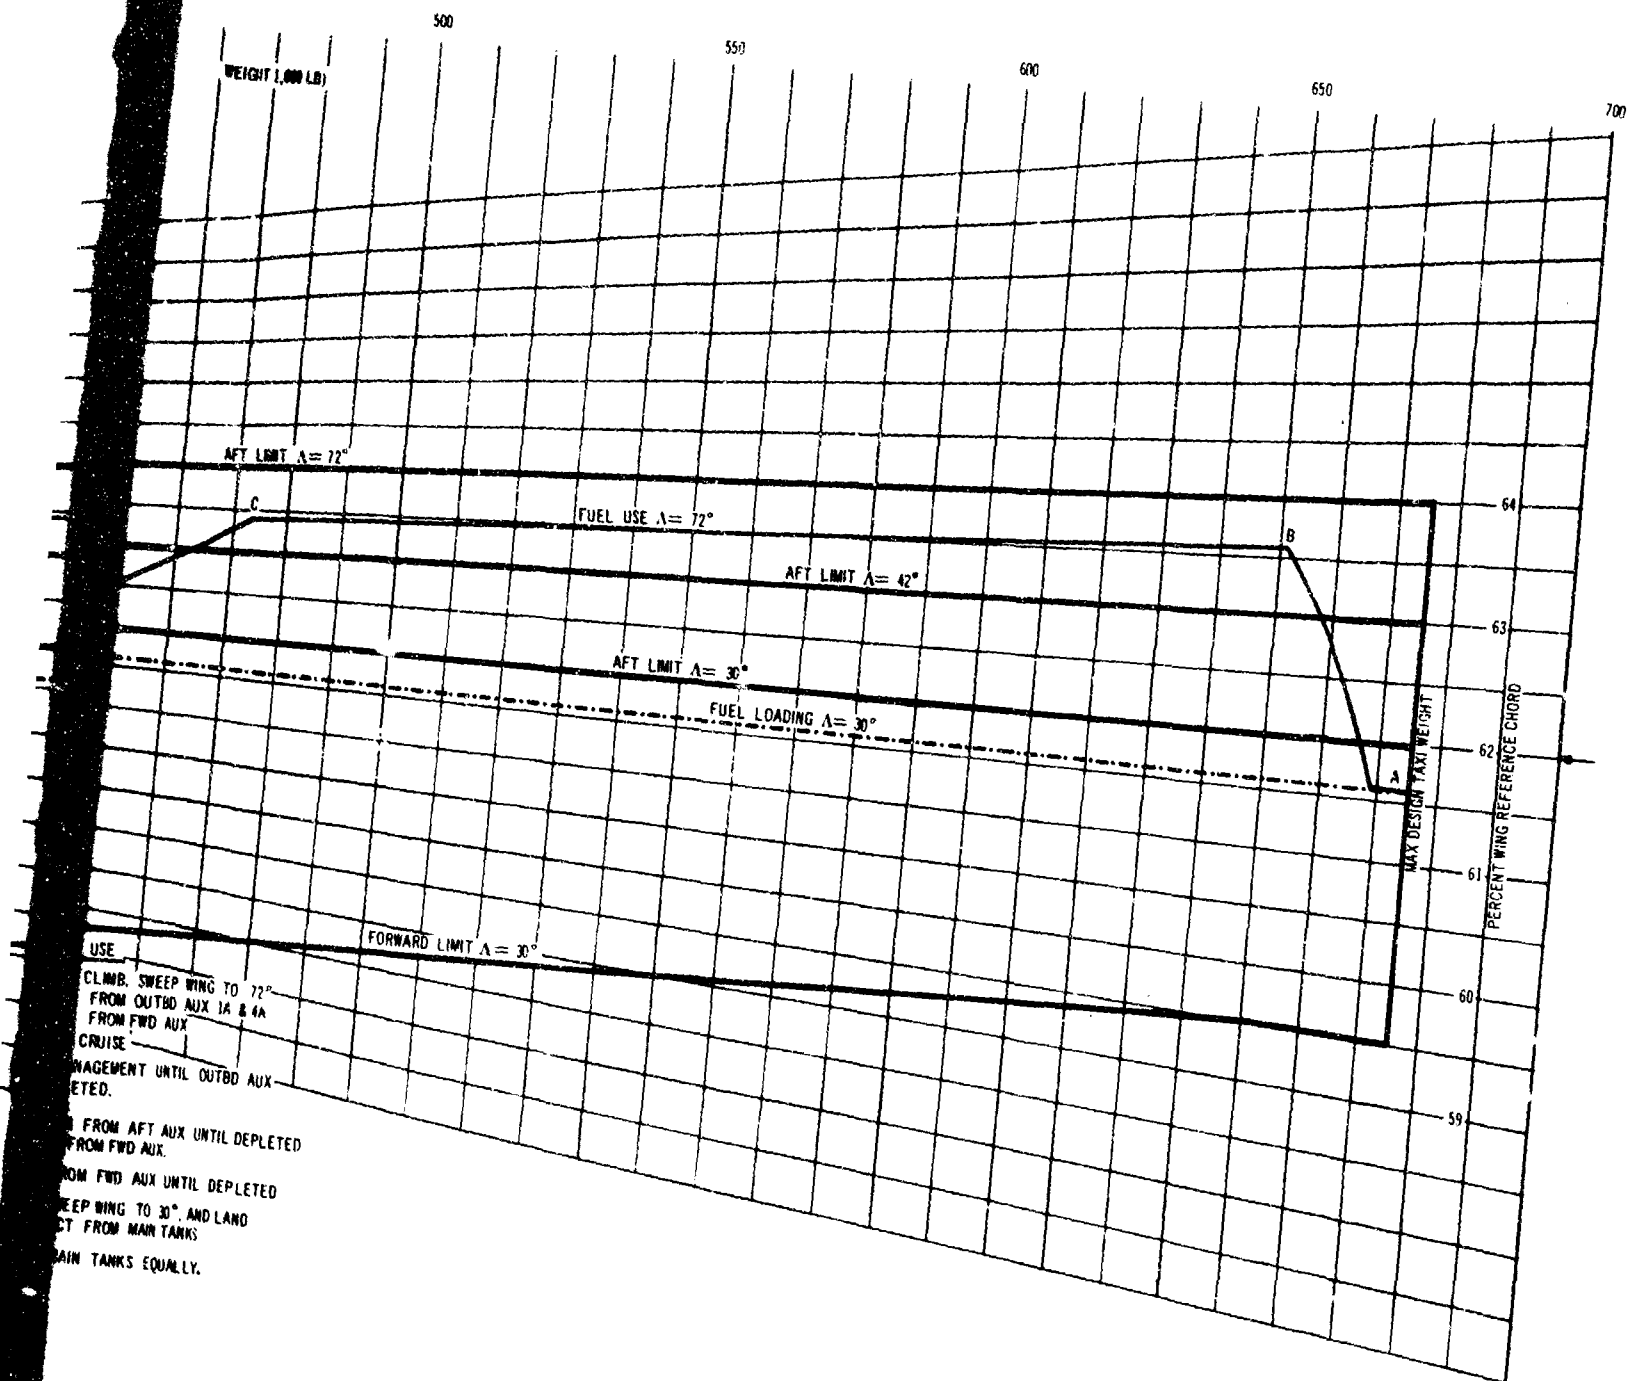 500
550
600
650
700
WEIGHT 1,000 LB)
AFT LIMIT Λ= 72°
C
FUEL USE Λ= 72°
B
AFT LIMIT Λ= 42°
AFT LIMIT Λ= 30°
FUEL LOADING Λ= 30°
A
64
63
62
61
60
59
MAX DESIGN TAXI WEIGHT
PERCENT WING REFERENCE CHORD
FORWARD LIMIT Λ= 30°
USE
CLIMB, SWEEP WING TO 72°
FROM OUTBD AUX 1A & 4A
FROM FWD AUX
CRUISE
NAGEMENT UNTIL OUTBD AUX
ETED.
FROM AFT AUX UNTIL DEPLETED
FROM FWD AUX.
ROM FWD AUX UNTIL DEPLETED
EEP WING TO 30°, AND LAND
CT FROM MAIN TANKS
AIN TANKS EQUALLY.